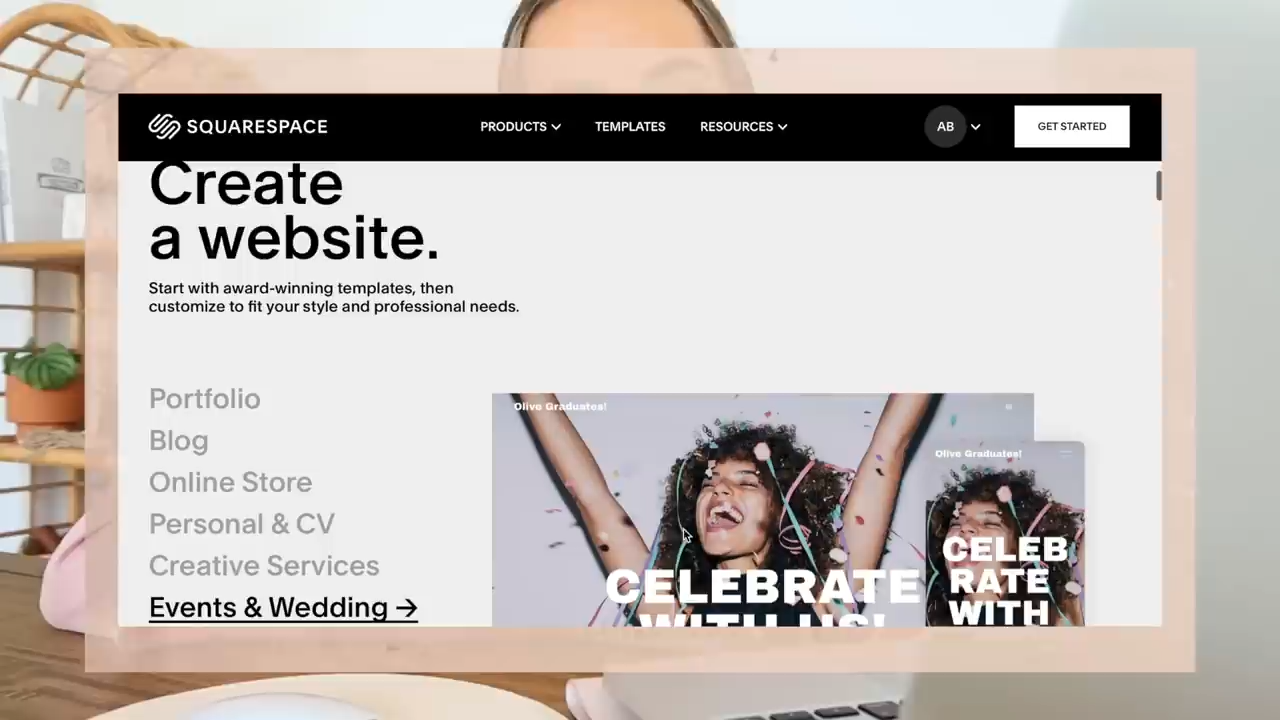 SQUARESPACE
PRODUCTS
TEMPLATES
RESOURCES
AB
GET STARTED
Create
a website.
Start with award-winning templates, then
customize to fit your style and professional needs.
Portfolio
Blog
Online Store
Personal & CV
Creative Services
Events & Wedding →
Olive Graduates!
CELEBRATE
WITH US!
Olive Graduates!
CELEB
RATE
WITH